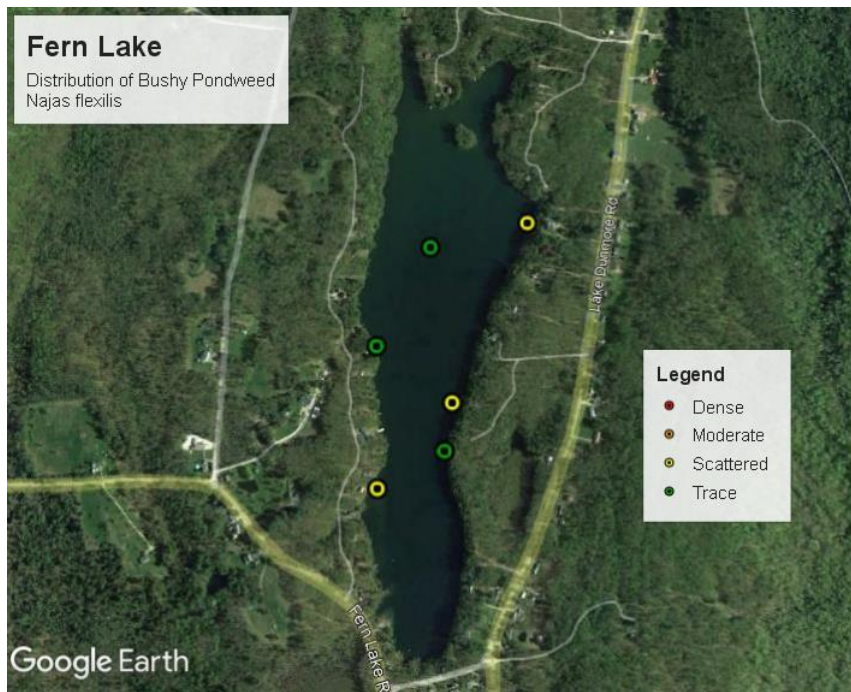 Fern Lake
Distribution of Bushy Pondweed
Najas flexilis
Lake Dunmore Rd
Legend
Dense
Moderate
Scattered
Trace
Fern Lake R
Google Earth